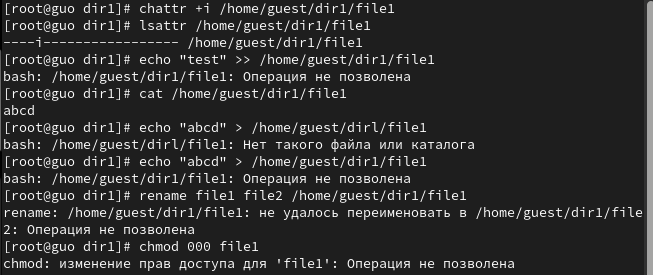 [root@guo dir1]# chattr +i /home/guest/dir1/file1
[root@guo dir1]# lsattr /home/guest/dir1/file1
----i----------------- /home/guest/dir1/file1
[root@guo dir1]# echo "test" >> /home/guest/dir1/file1
bash: /home/guest/dir1/file1: Операция не позволена
[root@guo dir1]# cat /home/guest/dir1/file1
abcd
[root@guo dir1]# echo "abcd" > /home/guest/dirl/file1
bash: /home/guest/dirl/file1: Нет такого файла или каталога
[root@guo dir1]# echo "abcd" > /home/guest/dir1/file1
bash: /home/guest/dir1/file1: Операция не позволена
[root@guo dir1]# rename file1 file2 /home/guest/dir1/file1
rename: /home/guest/dir1/file1: не удалось переименовать в /home/guest/dir1/file
2: Операция не позволена
[root@guo dir1]# chmod 000 file1
chmod: изменение прав доступа для 'file1': Операция не позволена